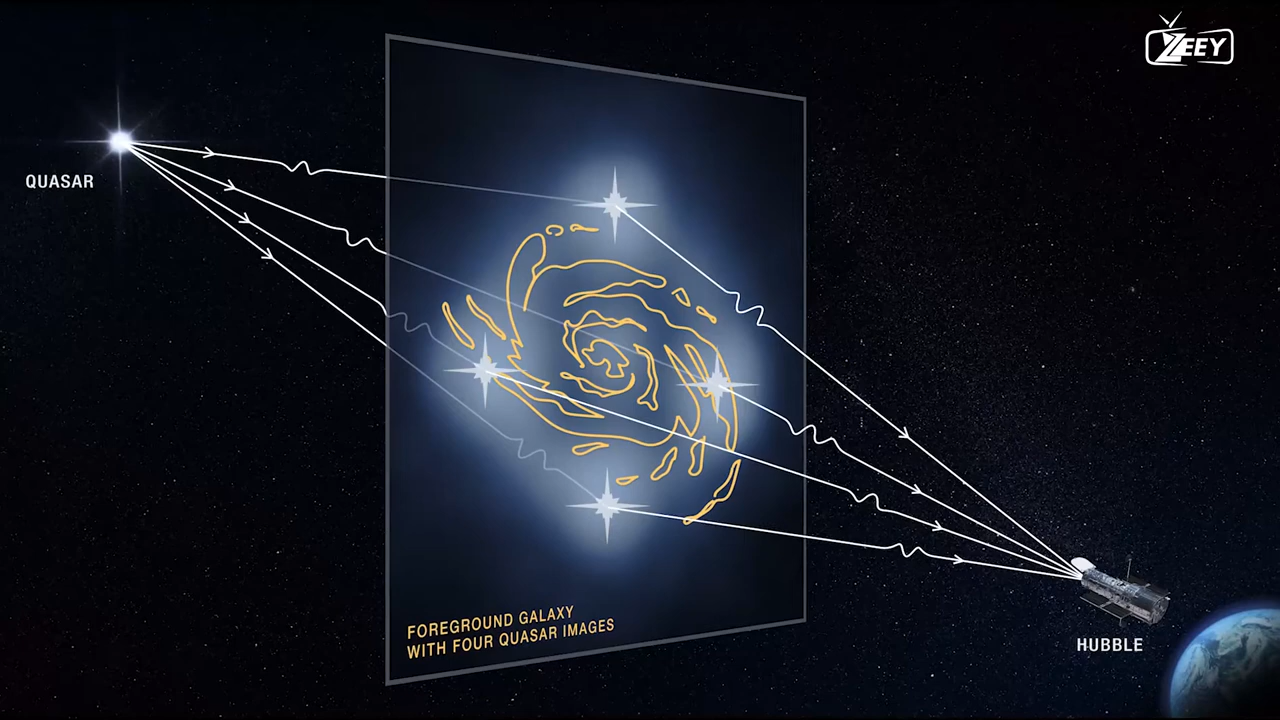 ZEEY
QUASAR
FOREGROUND GALAXY
WITH FOUR QUASAR IMAGES
HUBBLE